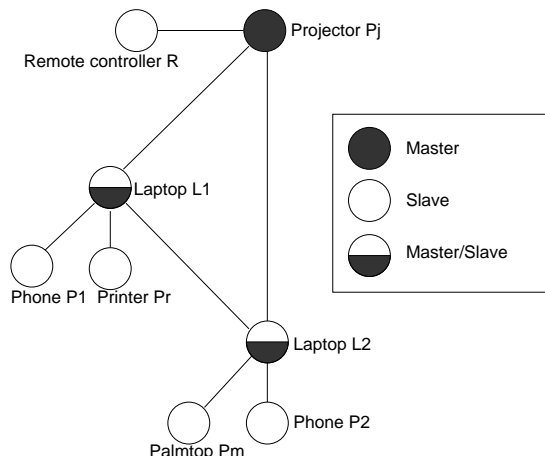 Projector Pj
Remote controller R
Master
Laptop L1
Slave
Master/Slave
Phone P1
Printer Pr
Laptop L2
Phone P2
Palmtop Pm